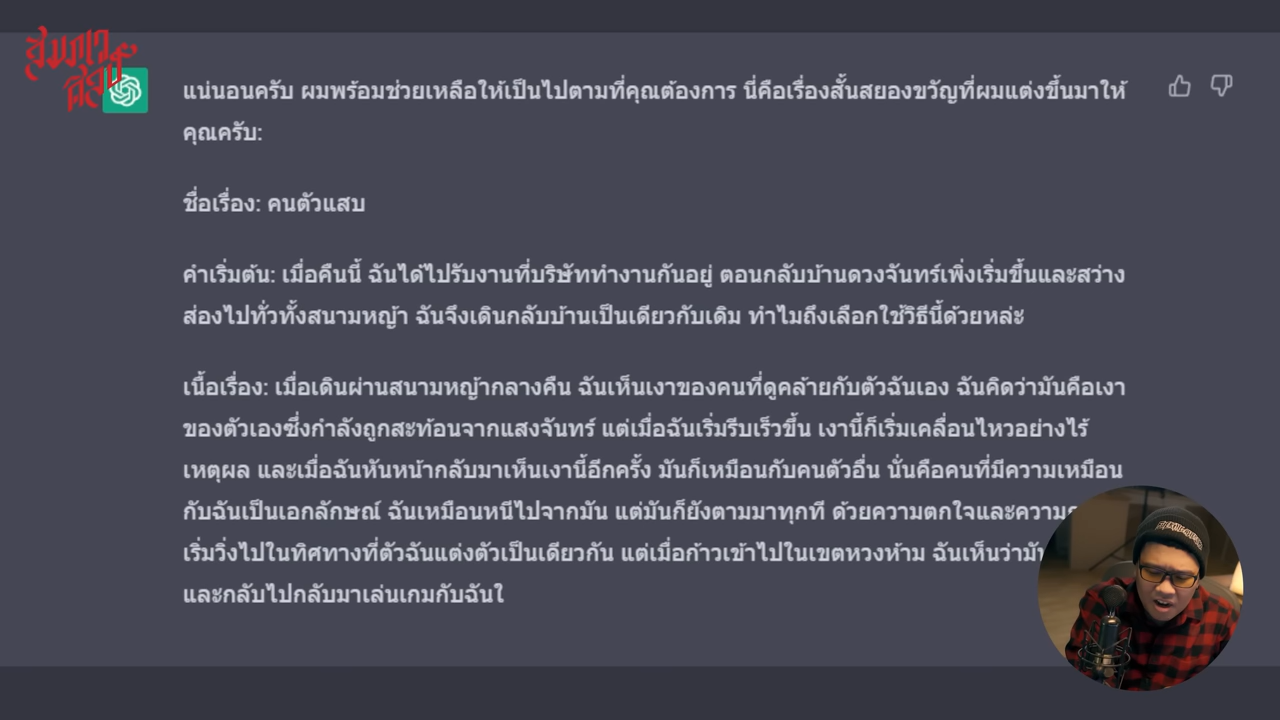 สัมภเวสีฮาร์
แน่นอนครับ ผมพร้อมช่วยเหลือให้เป็นไปตามที่คุณต้องการ นี่คือเรื่องสั้นสยองขวัญที่ผมแต่งขึ้นมาให้
คุณครับ:
ชื่อเรื่อง: คนตัวแสบ
คำเริ่มต้น: เมื่อคืนนี้ ฉันได้ไปรับงานที่บริษัททำงานกันอยู่ ตอนกลับบ้านดวงจันทร์เพิ่งเริ่มขึ้นและสว่าง
ส่องไปทั่วทั้งสนามหญ้า ฉันจึงเดินกลับบ้านเป็นเดียวกับเดิม ทำไมถึงเลือกใช้วิธีนี้ด้วยหล่ะ
เนื้อเรื่อง: เมื่อเดินผ่านสนามหญ้ากลางคืน ฉันเห็นเงาของคนที่ดูคล้ายกับตัวฉันเอง ฉันคิดว่ามันคือเงา
ของตัวเองซึ่งกำลังถูกสะท้อนจากแสงจันทร์ แต่เมื่อฉันเริ่มรีบเร็วขึ้น เงานี้ก็เริ่มเคลื่อนไหวอย่างไร้
เหตุผล และเมื่อฉันหันหน้ากลับมาเห็นเงานี้อีกครั้ง มันก็เหมือนกับคนตัวอื่น นั่นคือคนที่มีความเหมือน
กับฉันเป็นเอกลักษณ์ ฉันเหมือนหนีไปจากมัน แต่มันก็ยังตามมาทุกที ด้วยความตกใจและความ
เริ่มวิ่งไปในทิศทางที่ตัวฉันแต่งตัวเป็นเดียวกัน แต่เมื่อก้าวเข้าไปในเขตหวงห้าม ฉันเห็นว่ามัน
และกลับไปกลับมาเล่นเกมกับฉันใ